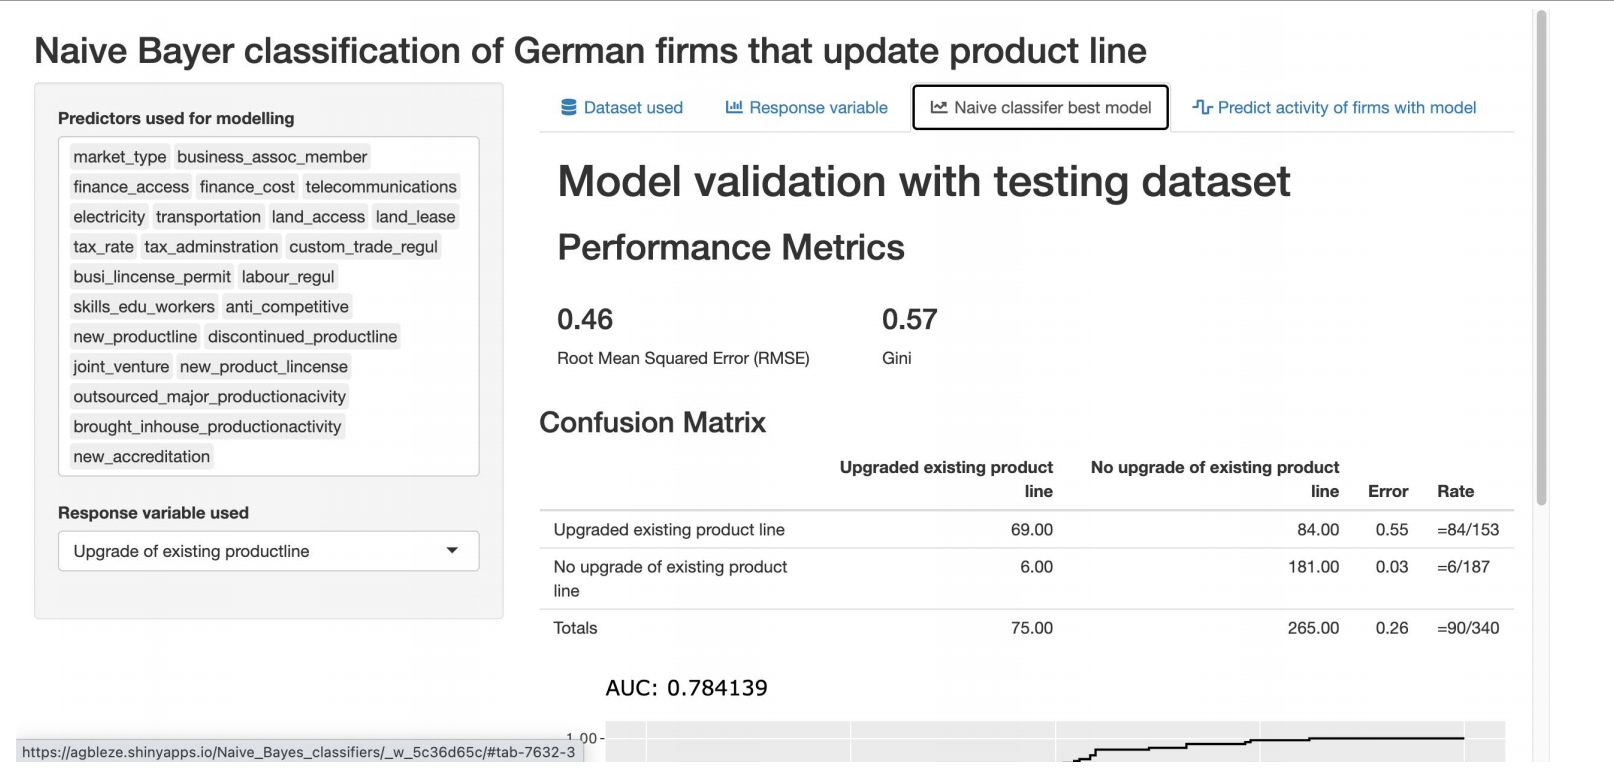 Naive Bayer classification of German firms that update product line
Predictors used for modelling
market_type business_assoc_member
finance_access finance_cost telecommunications
electricity transportation land_access land_lease
tax_rate tax_adminstration custom_trade_regul
busi_lincense_permit labour_regul
skills_edu_workers anti_competitive
new_productline discontinued_productline
joint_venture new_product_lincense
outsourced_major_productionacivity
brought_inhouse_productionactivity
new_accreditation
Response variable used
Upgrade of existing productline
Dataset used Response variable Naive classifer best model Predict activity of firms with model
Model validation with testing dataset
Performance Metrics
0.46 0.57
Root Mean Squared Error (RMSE) Gini
Confusion Matrix
Upgraded existing product No upgrade of existing product
line line Error Rate
Upgraded existing product line 69.00 84.00 0.55 =84/153
No upgrade of existing product 6.00 181.00 0.03 =6/187
line
Totals 75.00 265.00 0.26 =90/340
AUC: 0.784139
1.00
https://agbleze.shinyapps.io/Naive_Bayes_classifiers/_w_5c36d65c/#tab-7632-3